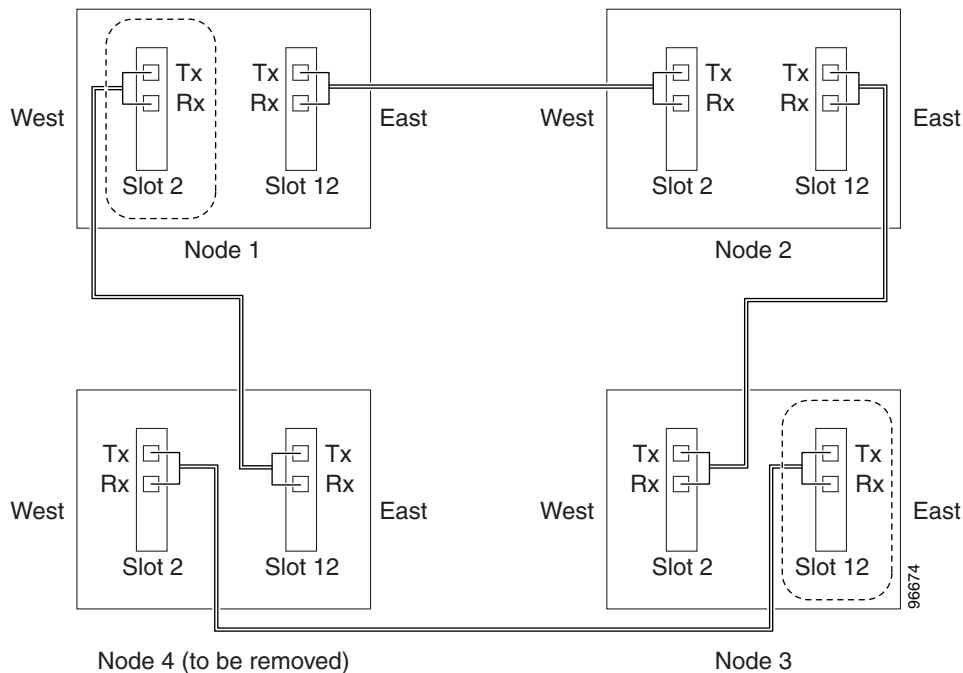 Tx Tx Tx Tx
Rx Rx Rx Rx
West East West East
Slot 2 Slot 12 Slot 2 Slot 12
Node 1 Node 2
Tx Tx Tx Tx
Rx Rx Rx Rx
West East West East
Slot 2 Slot 12 Slot 2 Slot 12
96674
Node 4 (to be removed) Node 3